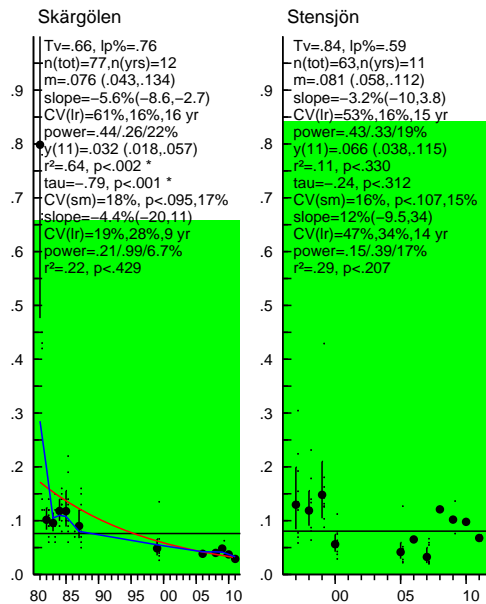 Skärgölen
Tv=.66, lp%=.76
n(tot)=77,n(yrs)=12
m=.076 (.043,.134)
slope=−5.6%(−8.6,−2.7)
CV(lr)=61%,16%,16 yr
power=.44/.26/22%
y(11)=.032 (.018,.057)
r²=.64, p<.002 *
tau=−.79, p<.001 *
CV(sm)=18%, p<.095,17%
slope=−4.4%(−20,11)
CV(lr)=19%,28%,9 yr
power=.21/.99/6.7%
r²=.22, p<.429
.9
.8
.7
.6
.5
.4
.3
.2
.1
.0
80 85 90 95 00 05 10
Stensjön
Tv=.84, lp%=.59
n(tot)=63,n(yrs)=11
m=.081 (.058,.112)
slope=−3.2%(−10,3.8)
CV(lr)=53%,16%,15 yr
power=.43/.33/19%
y(11)=.066 (.038,.115)
r²=.11, p<.330
tau=−.24, p<.312
CV(sm)=16%, p<.107,15%
slope=12%(−9.5,34)
CV(lr)=47%,34%,14 yr
power=.15/.39/17%
r²=.29, p<.207
.9
.8
.7
.6
.5
.4
.3
.2
.1
.0
00 05 10